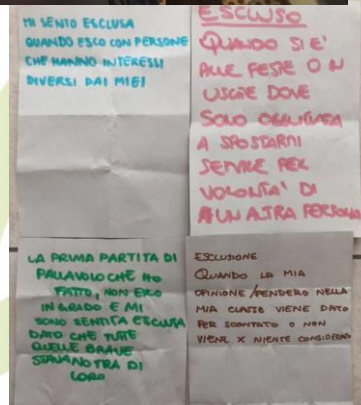 MI SENTO ESCLUSA
QUANDO ESCO CON PERSONE
CHE HANNO INTERESSI
DIVERSI DAI MIEI
ESCLUSO
QUANDO SI E'
ALLE FESTE O IN
USCITE DOVE
SONO OBBLIGATA
A SPOSTARMI
SEMPRE PER
VOLONTA' DI
UN ALTRA PERSONA
LA PRIMA PARTITA DI
PALLAVOLO CHE HO
FATTO, NON ERO
IN GRADO E MI
SONO SENTITA ESCLUSA
DATO CHE TUTE
QUELLE BRAVE
STAVANO TRA DI
LORO
ESCLUSIONE
QUANDO LA MIA
OPINIONE/PENSIERO NELLA
MIA CLASSE VIENE DATO
PER SCONTATO O NON
VIENE X NIENTE CONSIDERATO